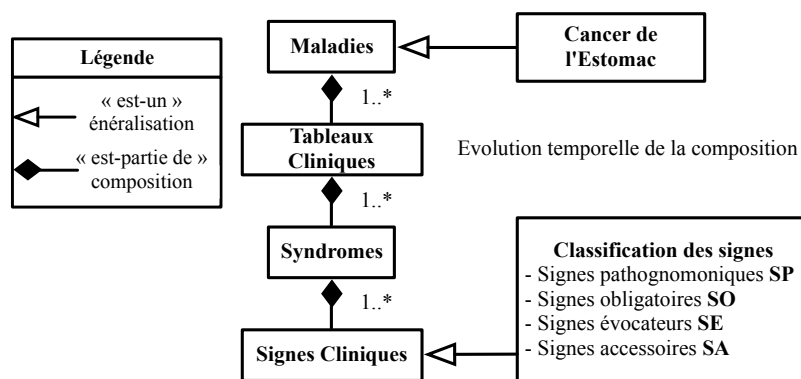 Légende
« est-un »
énéralisation
« est-partie de »
composition
Maladies
Cancer de
l'Estomac
1..*
Tableaux
Cliniques
Evolution temporelle de la composition
1..*
Syndromes
1..*
Signes Cliniques
Classification des signes
- Signes pathognomoniques SP
- Signes obligatoires SO
- Signes évocateurs SE
- Signes accessoires SA